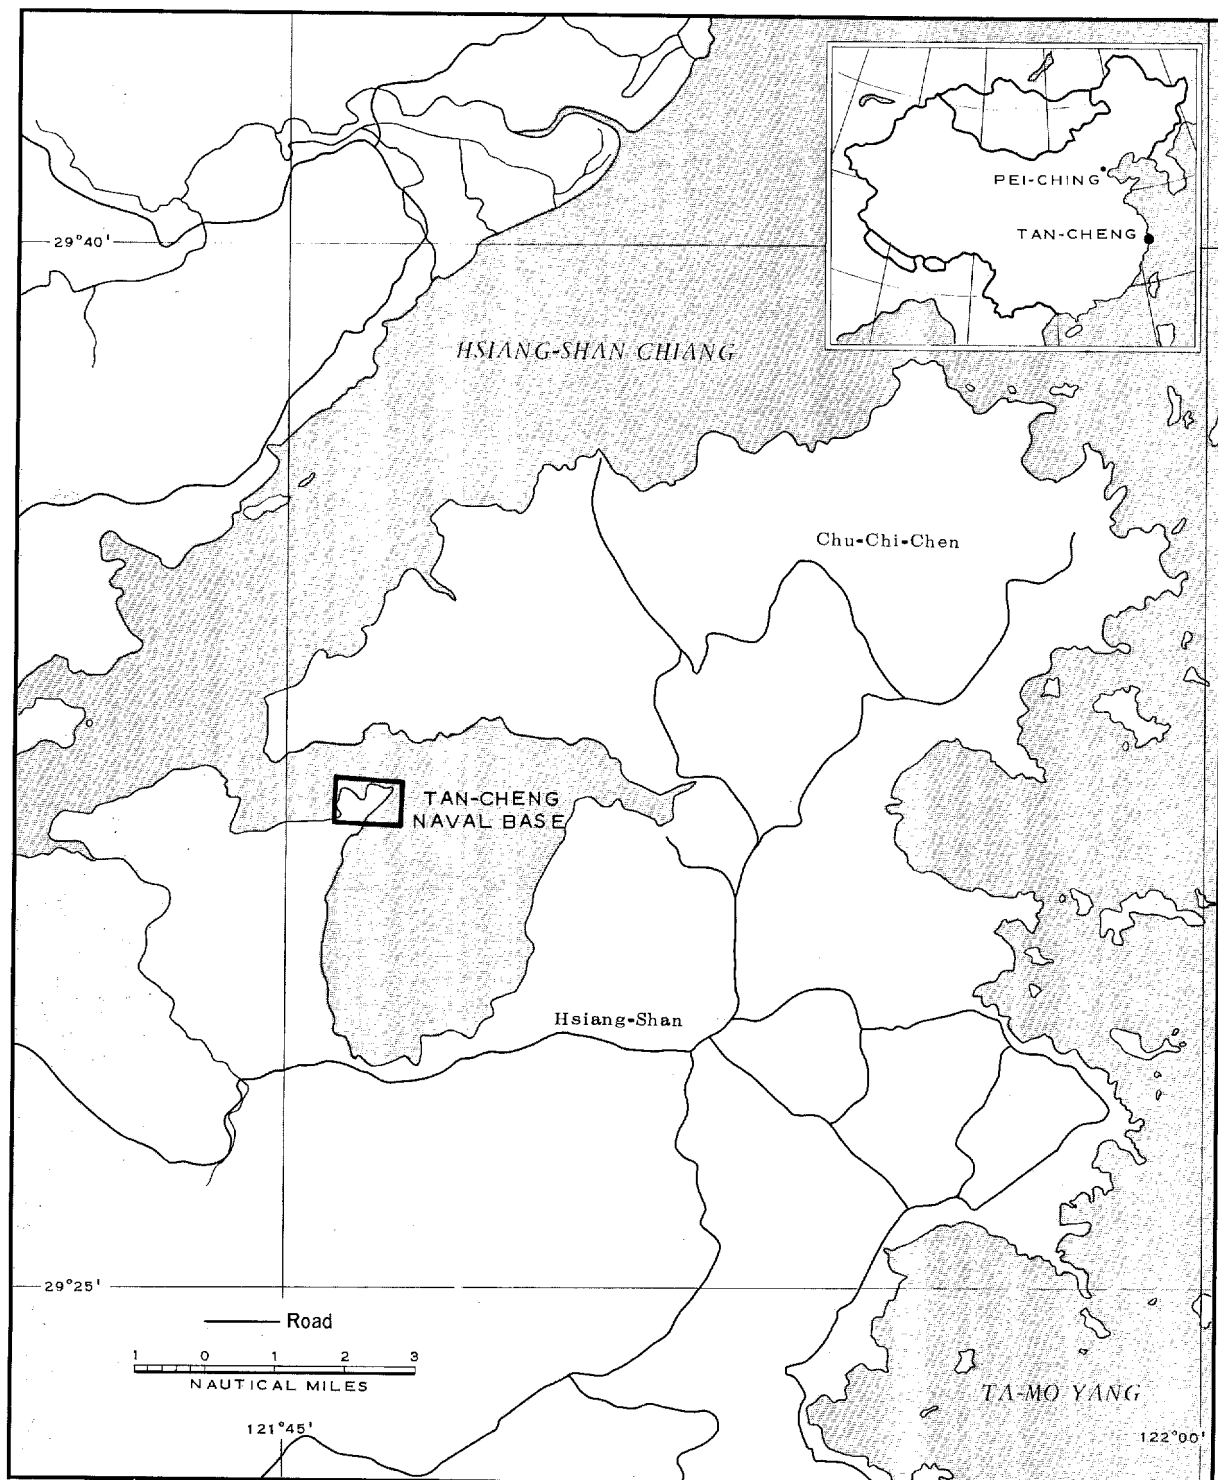 PEI-CHING
TAN-CHENG
29°40'
HSIANG-SHAN CHIANG
Chu-Chi-Chen
TAN-CHENG
NAVAL BASE
Hsiang-Shan
29°25'
Road
1 0 1 2 3
NAUTICAL MILES
TA-MO YANG
121°45'
122°00'